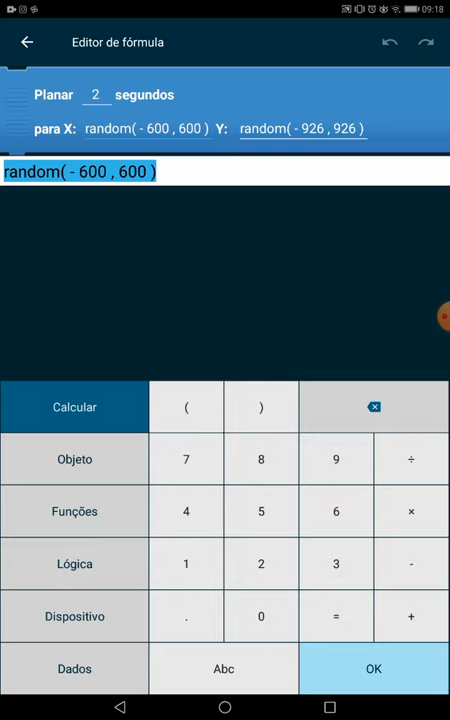 09:18
Editor de fórmula
Planar 2 segundos
para X: random( - 600 , 600 ) Y: random( - 926 , 926 )
random( - 600 , 600 )
Calcular ( )
Objeto 7 8 9 ÷
Funções 4 5 6 ×
Lógica 1 2 3 -
Dispositivo . 0 = +
Dados Abc OK